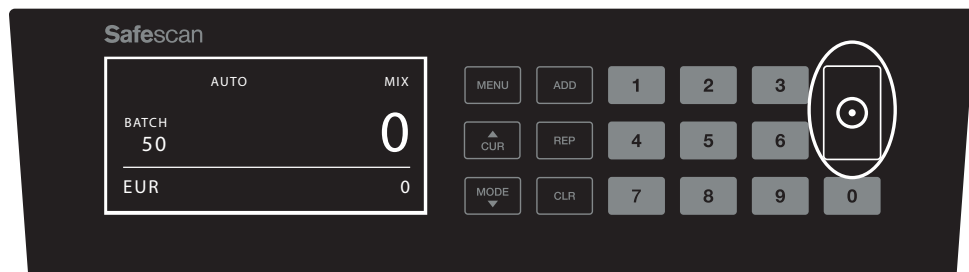 Safescan
AUTO MIX
BATCH
50
0
EUR 0
MENU ADD 1 2 3
CUR REP 4 5 6
MODE CLR 7 8 9 0